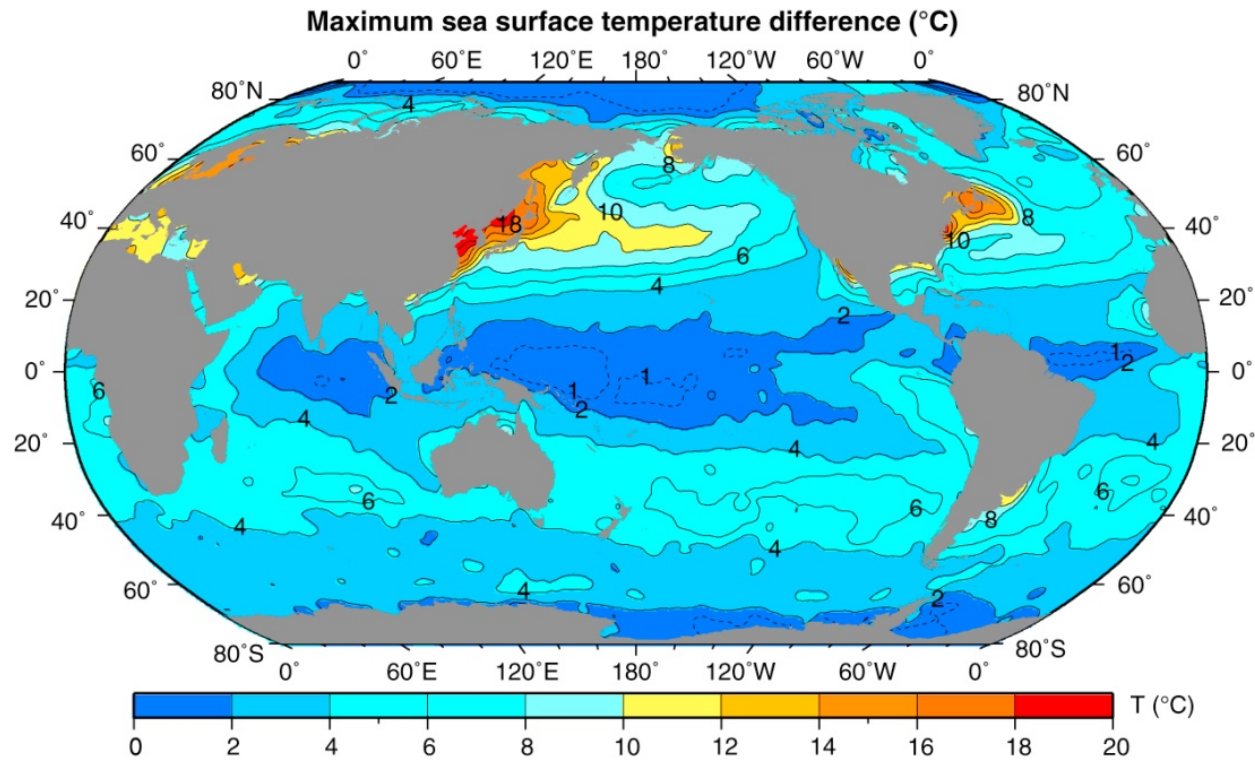 Maximum sea surface temperature difference (°C)
0° 60°E 120°E 180° 120°W 60°W 0°
80°N 80°N
4
60° 60°
8
18 10 8
40° 40°
10
6
4
20° 20°
2
1
0° 1 2 0°
6 2 1
2
4
20° 4 4 20°
6 6 6
40° 4 8 40°
4
60° 4 60°
2
80°S 80°S
0° 60°E 120°E 180° 120°W 60°W 0°
T (°C)
0 2 4 6 8 10 12 14 16 18 20